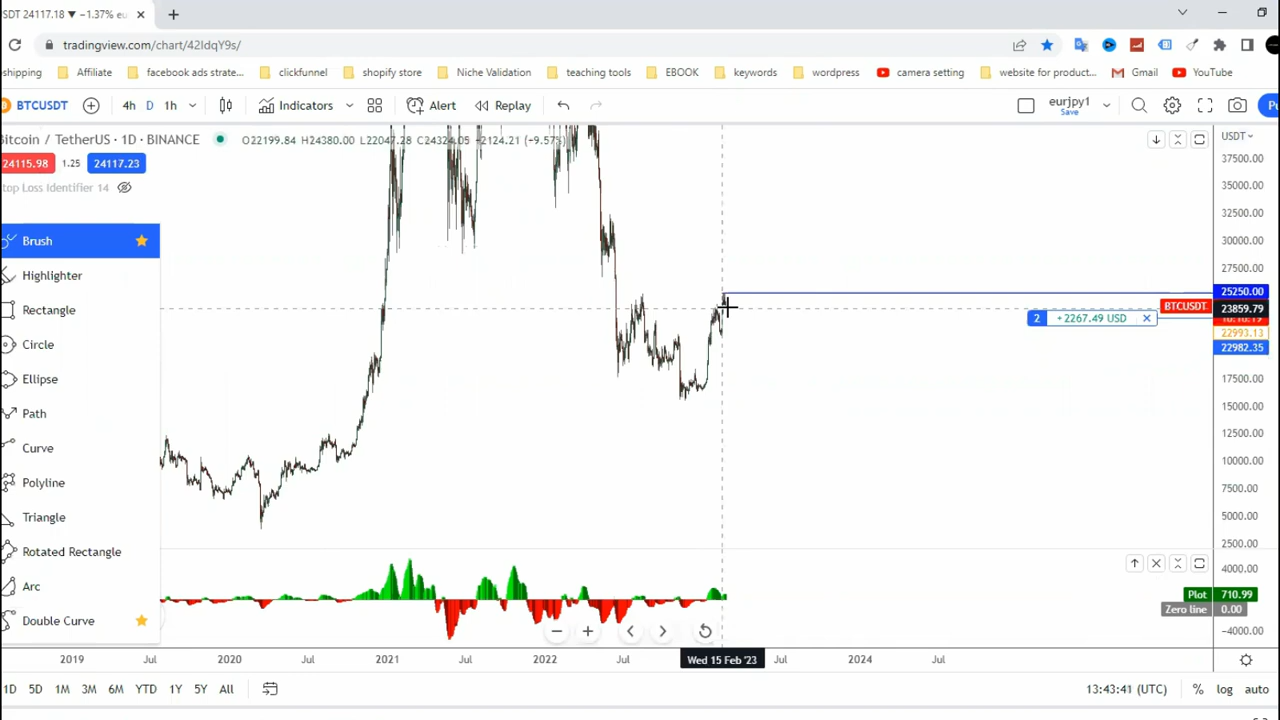 SDT 24117.18 ▼ −1.37% eu
tradingview.com/chart/42IdqY9s/
shipping Affiliate facebook ads strate... clickfunnel shopify store Niche Validation teaching tools EBOOK keywords wordpress camera setting website for product... Gmail YouTube
BTCUSDT 4h D 1h Indicators Alert Replay eurjpy1 Save
Bitcoin / TetherUS · 1D · BINANCE O22199.84 H24380.00 L22047.28 C24324.05 +2124.21 (+9.57%)
USDT
24115.98 1.25 24117.23
top Loss Identifier 14
Brush
Highlighter
Rectangle
Circle
Ellipse
Path
Curve
Polyline
Triangle
Rotated Rectangle
Arc
Double Curve
37500.00
35000.00
32500.00
30000.00
27500.00
25250.00
BTCUSDT
23859.79
2 +2267.49 USD
22993.13
22982.35
17500.00
15000.00
12500.00
10000.00
7500.00
5000.00
2500.00
4000.00
Plot 710.99
Zero line 0.00
−4000.00
2019 Jul 2020 Jul 2021 Jul 2022 Jul Wed 15 Feb '23 Jul 2024 Jul
1D 5D 1M 3M 6M YTD 1Y 5Y All 13:43:41 (UTC) % log auto